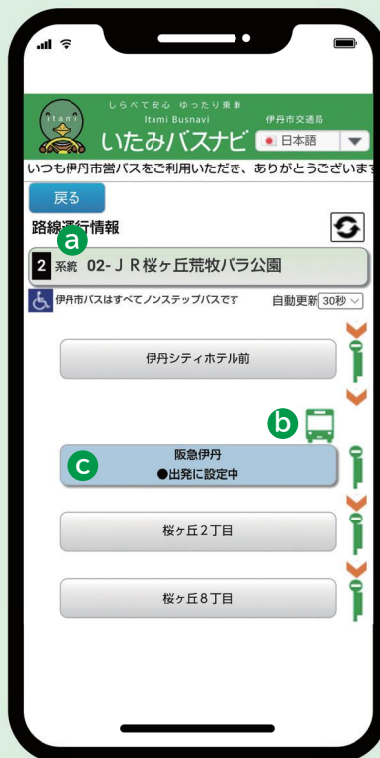 しらべて安心 ゆったり乗車
itami
Itami Busnavi
伊丹市交通局
いたみバスナビ
日本語
いつも伊丹市営バスをご利用いただき、ありがとうございます
戻る
路線運行情報
a
2 系統 02-ＪＲ桜ヶ丘荒牧バラ公園
伊丹市バスはすべてノンステップバスです
自動更新 30秒
伊丹シティホテル前
b
c
阪急伊丹
●出発に設定中
桜ヶ丘2丁目
桜ヶ丘8丁目